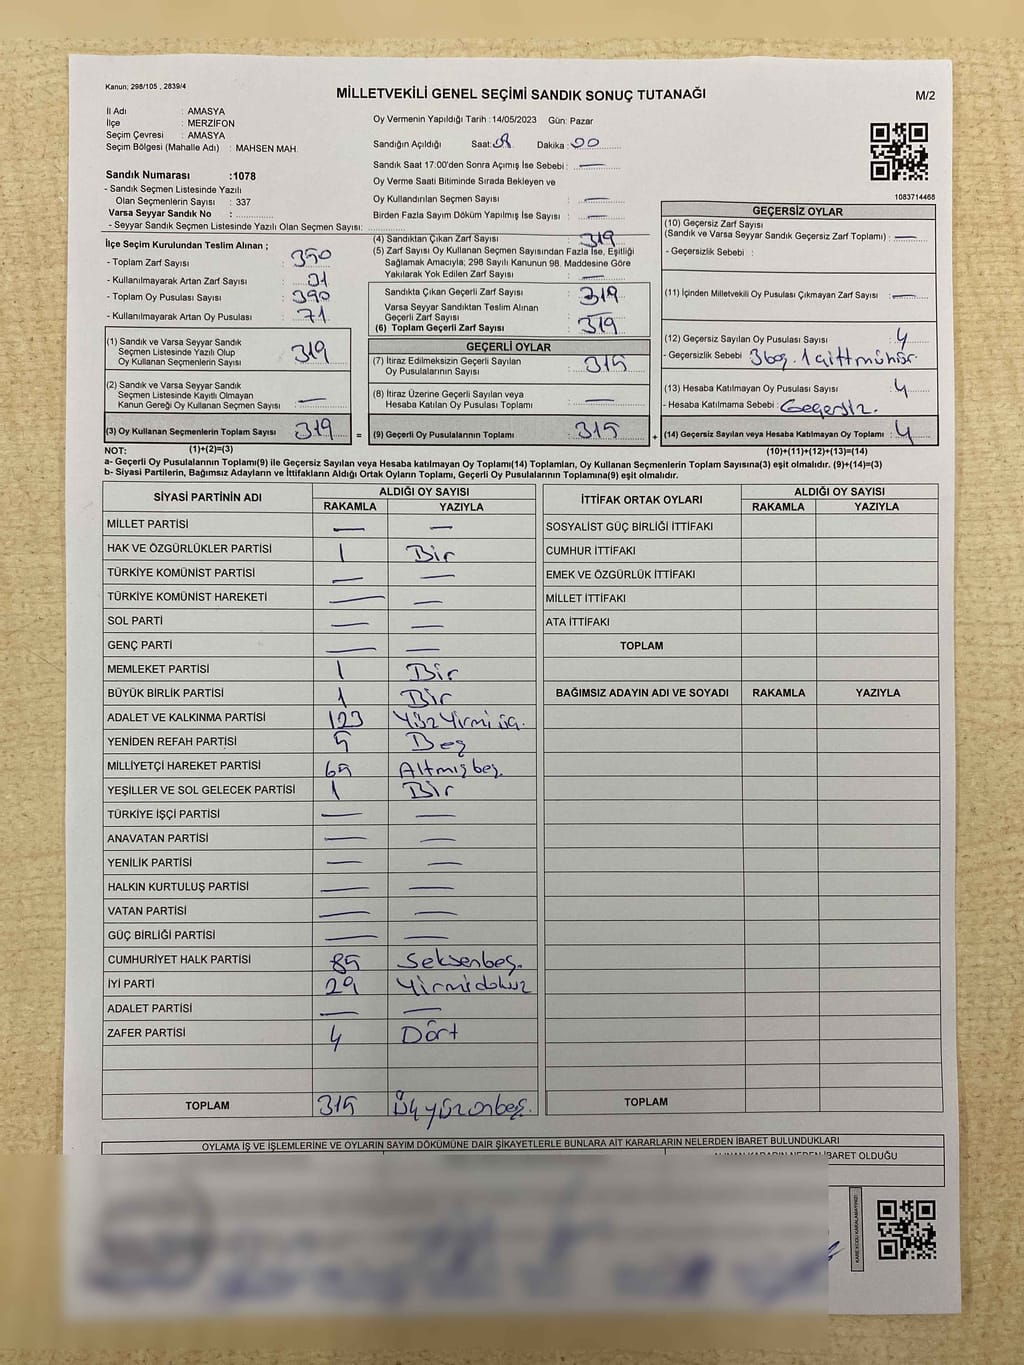 Kanun; 298/105 , 2839/4
MİLLETVEKİLİ GENEL SEÇİMİ SANDIK SONUÇ TUTANAĞI
M/2
İl Adı : AMASYA
İlçe : MERZİFON
Seçim Çevresi : AMASYA
Seçim Bölgesi (Mahalle Adı) : MAHSEN MAH.
Sandık Numarası :1078
- Sandık Seçmen Listesinde Yazılı
Olan Seçmenlerin Sayısı : 337
Varsa Seyyar Sandık No :
- Seyyar Sandık Seçmen Listesinde Yazılı Olan Seçmen Sayısı:
Oy Vermenin Yapıldığı Tarih :14/05/2023 Gün: Pazar
Sandığın Açıldığı Saat: Dakika: 00
Sandık Saat 17:00'den Sonra Açımış İse Sebebi : —
Oy Verme Saati Bitiminde Sırada Bekleyen ve
Oy Kullandırılan Seçmen Sayısı : —
Birden Fazla Sayım Döküm Yapılmış İse Sayısı : —
1083714468
İlçe Seçim Kurulundan Teslim Alınan ;
- Toplam Zarf Sayısı : 350
- Kullanılmayarak Artan Zarf Sayısı : 31
- Toplam Oy Pusulası Sayısı : 390
- Kullanılmayarak Artan Oy Pusulası : 71
(1) Sandık ve Varsa Seyyar Sandık
Seçmen Listesinde Yazılı Olup
Oy Kullanan Seçmenlerin Sayısı 319
(2) Sandık ve Varsa Seyyar Sandık
Seçmen Listesinde Kayıtlı Olmayan
Kanun Gereği Oy Kullanan Seçmen Sayısı —
(3) Oy Kullanan Seçmenlerin Toplam Sayısı 319
(1)+(2)=(3)
(4) Sandıktan Çıkan Zarf Sayısı : 319
(5) Zarf Sayısı Oy Kullanan Seçmen Sayısından Fazla İse, Eşitliği
Sağlamak Amacıyla; 298 Sayılı Kanunun 98. Maddesine Göre
Yakılarak Yok Edilen Zarf Sayısı : —
Sandıkta Çıkan Geçerli Zarf Sayısı : 319
Varsa Seyyar Sandıktan Teslim Alınan
Geçerli Zarf Sayısı : —
(6) Toplam Geçerli Zarf Sayısı : 319
GEÇERLİ OYLAR
(7) İtiraz Edilmeksizin Geçerli Sayılan
Oy Pusulalarının Sayısı : 315
(8) İtiraz Üzerine Geçerli Sayılan veya
Hesaba Katılan Oy Pusulası Toplamı : —
= (9) Geçerli Oy Pusulalarının Toplamı : 315
GEÇERSİZ OYLAR
(10) Geçersiz Zarf Sayısı
(Sandık ve Varsa Seyyar Sandık Geçersiz Zarf Toplamı) : —
- Geçersizlik Sebebi :
(11) İçinden Milletvekili Oy Pusulası Çıkmayan Zarf Sayısı : —
(12) Geçersiz Sayılan Oy Pusulası Sayısı : 4
- Geçersizlik Sebebi : 3 boş. 1 çift mühür
(13) Hesaba Katılmayan Oy Pusulası Sayısı : 4
- Hesaba Katılmama Sebebi : Geçersiz.
+ (14) Geçersiz Sayılan veya Hesaba Katılmayan Oy Toplamı : 4
(10)+(11)+(12)+(13)=(14)
NOT:
a- Geçerli Oy Pusulalarının Toplamı(9) ile Geçersiz Sayılan veya Hesaba katılmayan Oy Toplamı(14) Toplamları, Oy Kullanan Seçmenlerin Toplam Sayısına(3) eşit olmalıdır. (9)+(14)=(3)
b- Siyasi Partilerin, Bağımsız Adayların ve İttifakların Aldığı Ortak Oyların Toplamı, Geçerli Oy Pusulalarının Toplamına(9) eşit olmalıdır.
SİYASİ PARTİNİN ADI ALDIĞI OY SAYISI
RAKAMLA YAZIYLA
MİLLET PARTİSİ — —
HAK VE ÖZGÜRLÜKLER PARTİSİ 1 Bir
TÜRKİYE KOMÜNİST PARTİSİ — —
TÜRKİYE KOMÜNİST HAREKETİ — —
SOL PARTİ — —
GENÇ PARTİ — —
MEMLEKET PARTİSİ 1 Bir
BÜYÜK BİRLİK PARTİSİ 1 Bir
ADALET VE KALKINMA PARTİSİ 123 Yüz Yirmi üç.
YENİDEN REFAH PARTİSİ 5 Beş
MİLLİYETÇİ HAREKET PARTİSİ 65 Altmışbeş.
YEŞİLLER VE SOL GELECEK PARTİSİ 1 Bir
TÜRKİYE İŞÇİ PARTİSİ — —
ANAVATAN PARTİSİ — —
YENİLİK PARTİSİ — —
HALKIN KURTULUŞ PARTİSİ — —
VATAN PARTİSİ — —
GÜÇ BİRLİĞİ PARTİSİ — —
CUMHURİYET HALK PARTİSİ 85 Seksenbeş.
İYİ PARTİ 29 Yirmidokuz
ADALET PARTİSİ — —
ZAFER PARTİSİ 4 Dört
TOPLAM 315 Üçyüzonbeş.
İTTİFAK ORTAK OYLARI ALDIĞI OY SAYISI
RAKAMLA YAZIYLA
SOSYALİST GÜÇ BİRLİĞİ İTTİFAKI
CUMHUR İTTİFAKI
EMEK VE ÖZGÜRLÜK İTTİFAKI
MİLLET İTTİFAKI
ATA İTTİFAKI
TOPLAM
BAĞIMSIZ ADAYIN ADI VE SOYADI RAKAMLA YAZIYLA
TOPLAM
OYLAMA İŞ VE İŞLEMLERİNE VE OYLARIN SAYIM DÖKÜMÜNE DAİR ŞİKAYETLERLE BUNLARA AİT KARARLARIN NELERDEN İBARET BULUNDUKLARI
ALINAN KARARIN NEDEN İBARET OLDUĞU
KARE KODU KARALAMAYINIZ!